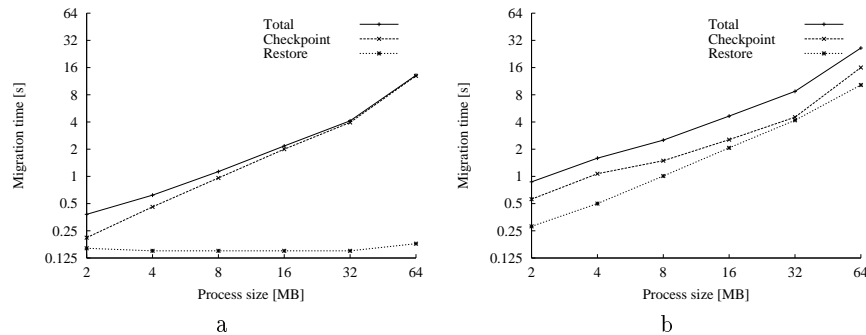 64
32
16
8
4
2
1
0.5
0.25
0.125
Migration time [s]
Total
Checkpoint
Restore
2 4 8 16 32 64
Process size [MB]
a
64
32
16
8
4
2
1
0.5
0.25
0.125
Migration time [s]
Total
Checkpoint
Restore
2 4 8 16 32 64
Process size [MB]
b